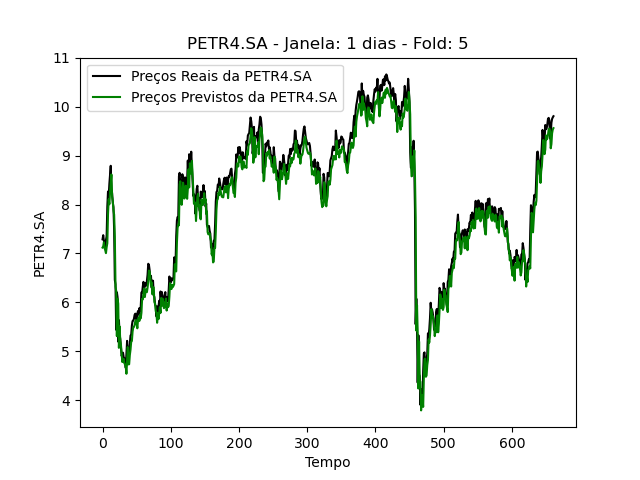 PETR4.SA - Janela: 1 dias - Fold: 5
Preços Reais da PETR4.SA
Preços Previstos da PETR4.SA
PETR4.SA
11
10
9
8
7
6
5
4
0 100 200 300 400 500 600
Tempo